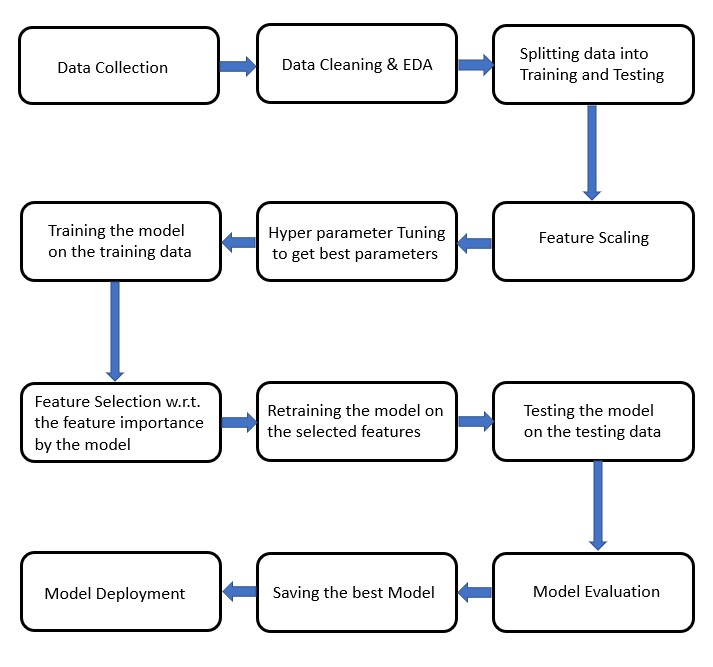 Data Collection
Data Cleaning & EDA
Splitting data into
Training and Testing
Feature Scaling
Hyper parameter Tuning
to get best parameters
Training the model
on the training data
Feature Selection w.r.t.
the feature importance
by the model
Retraining the model on
the selected features
Testing the model
on the testing data
Model Evaluation
Saving the best Model
Model Deployment